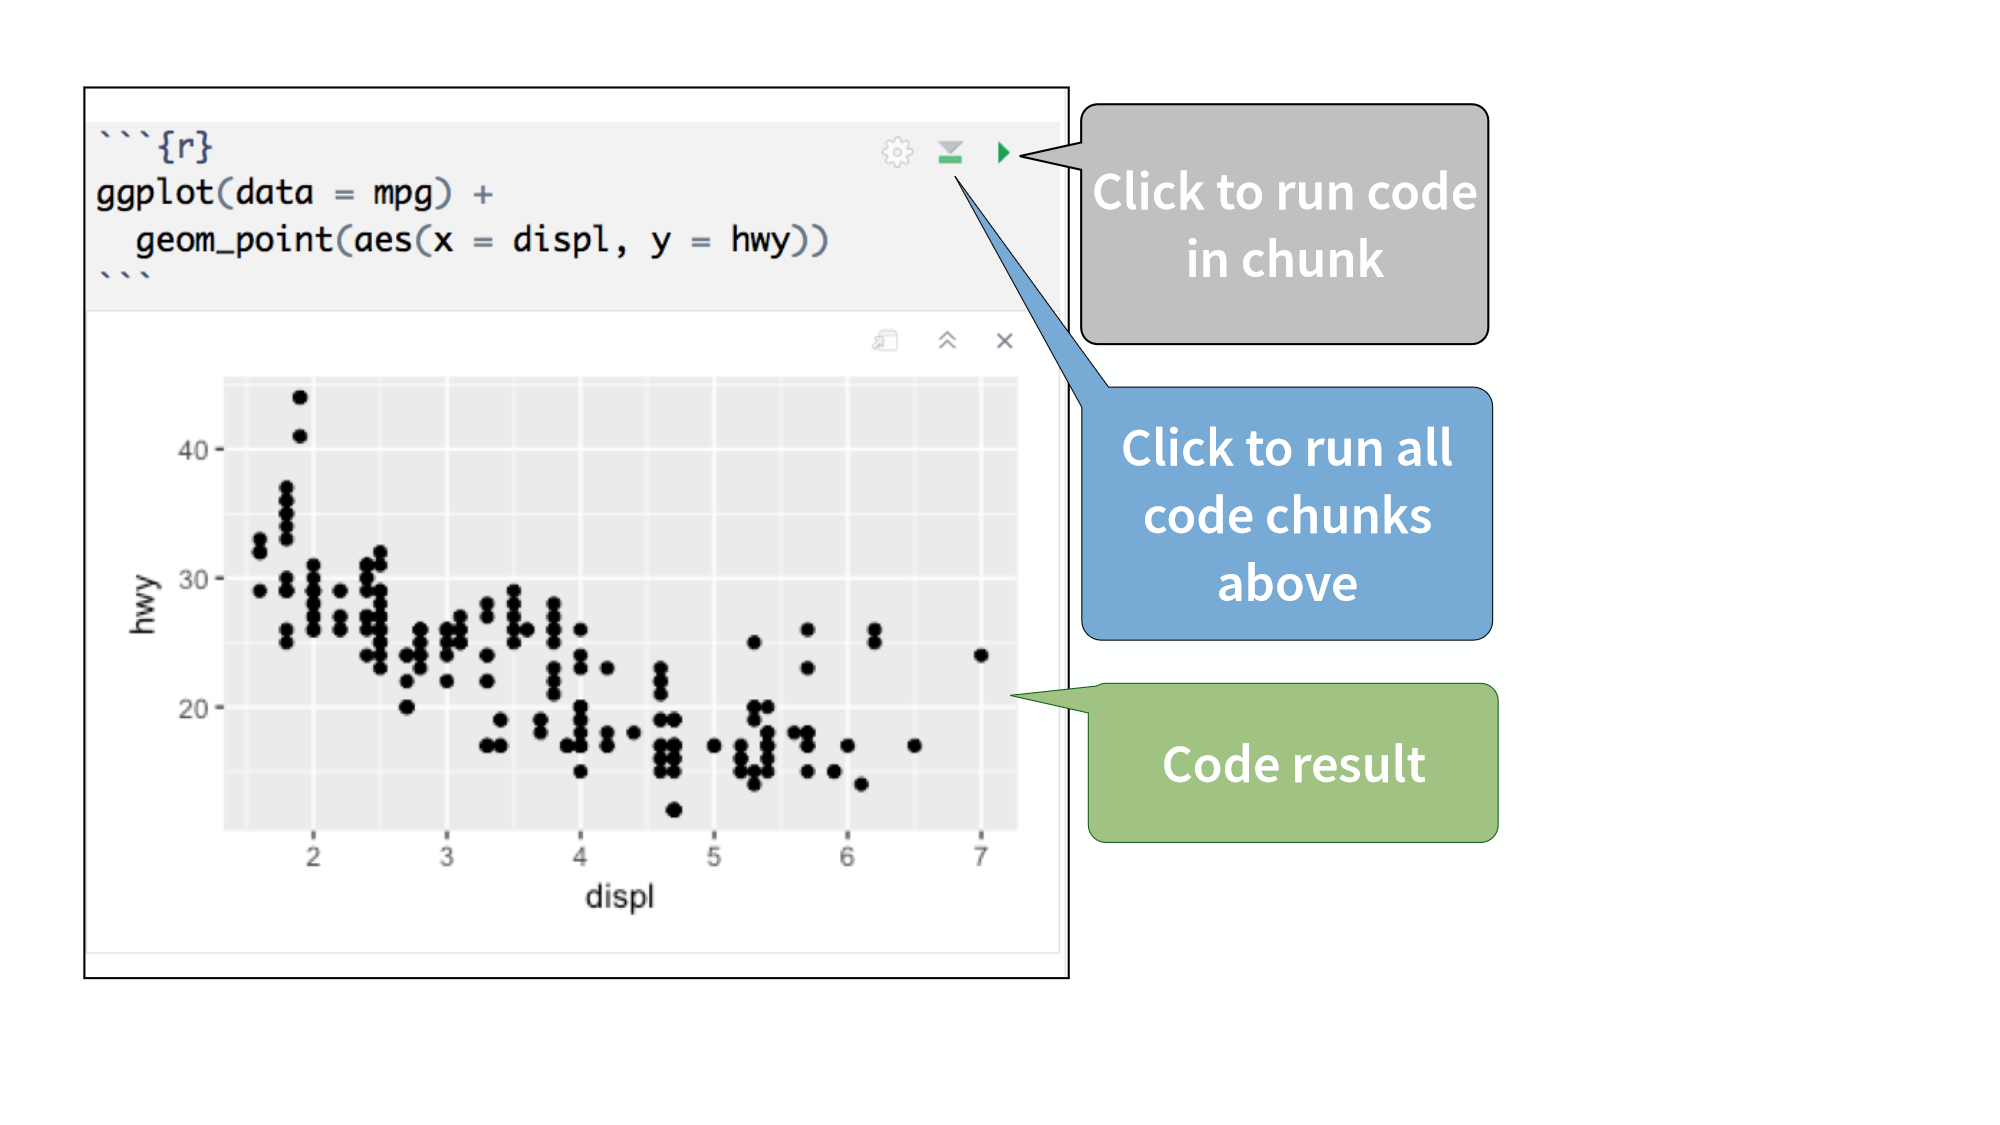 ```{r}
ggplot(data = mpg) +
  geom_point(aes(x = displ, y = hwy))
```
Click to run code
in chunk
Click to run all
code chunks
above
Code result
40
30
20
hwy
2 3 4 5 6 7
displ